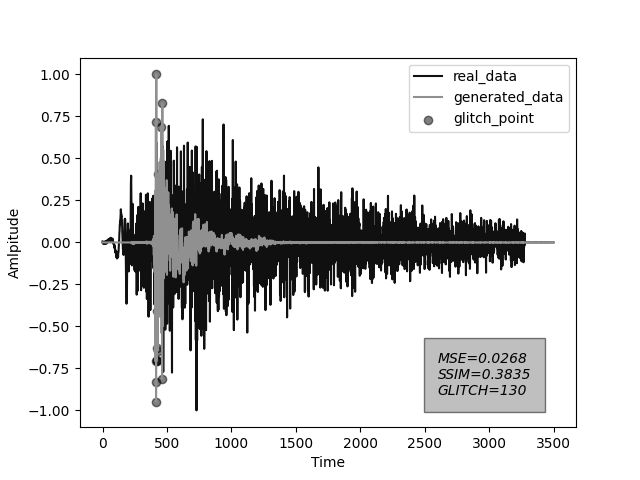 real_data
generated_data
glitch_point
Amlpitude
1.00
0.75
0.50
0.25
0.00
−0.25
−0.50
−0.75
−1.00
MSE=0.0268
SSIM=0.3835
GLITCH=130
0 500 1000 1500 2000 2500 3000 3500
Time